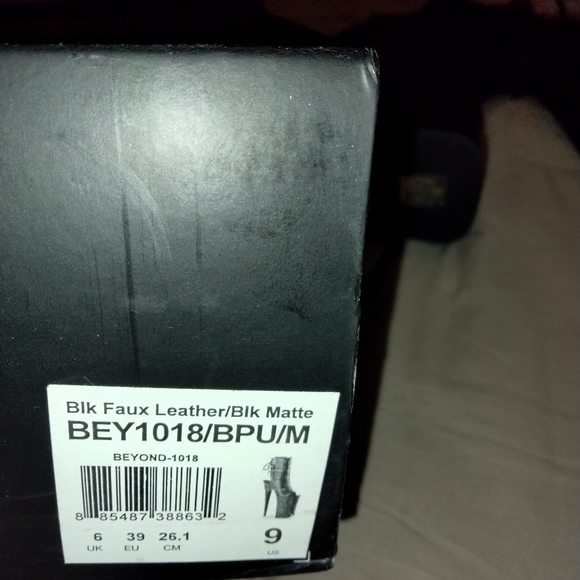 Blk Faux Leather/Blk Matte
BEY1018/BPU/M
BEYOND-1018
8 85487 38863 2
6 39 26.1 9
UK EU CM US